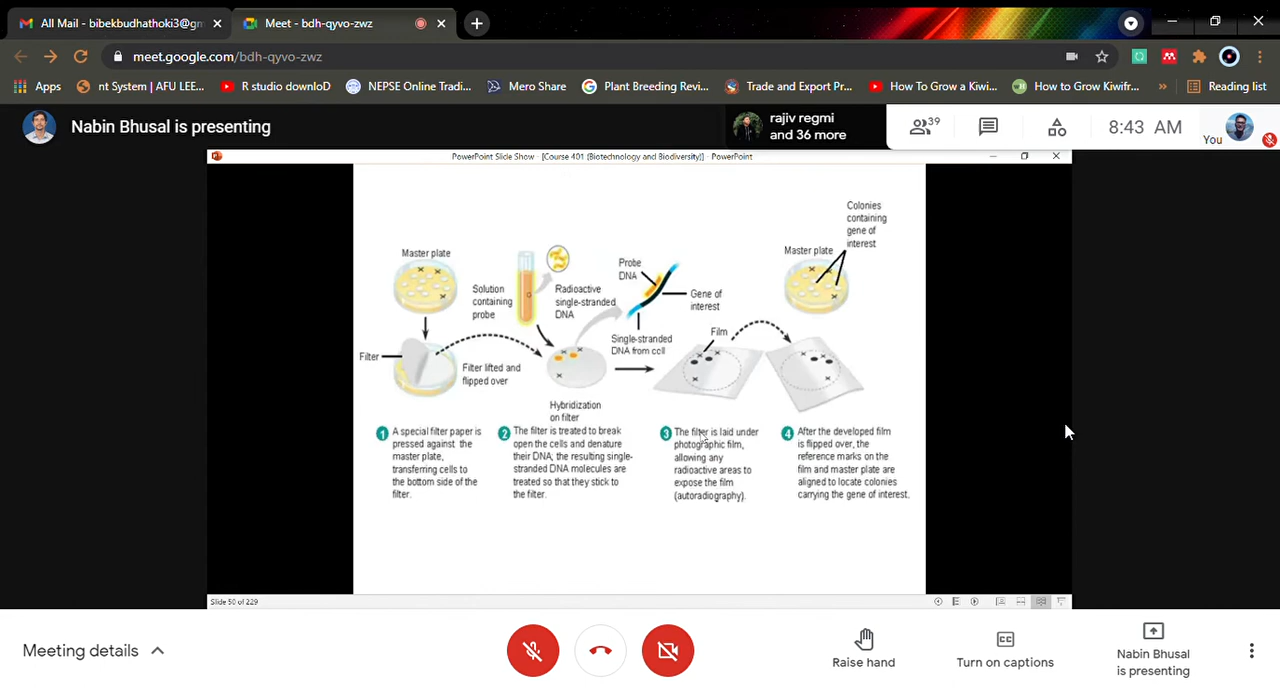 All Mail - bibekbudhathoki3@gm
Meet - bdh-qyvo-zwz
meet.google.com/bdh-qyvo-zwz
Apps
nt System | AFU LEE...
R studio downloD
NEPSE Online Tradi...
Mero Share
Plant Breeding Revi...
Trade and Export Pr...
How To Grow a Kiwi...
How to Grow Kiwifr...
»
Reading list
Nabin Bhusal is presenting
rajiv regmi
and 36 more
39
8:43 AM
You
PowerPoint Slide Show - [Course 401 (Biotechnology and Biodiversity)] - PowerPoint
Colonies
containing
gene of
interest
Master plate
Master plate
Solution
containing
probe
Radioactive
single-stranded
DNA
Probe
DNA
Gene of
interest
Single-stranded
DNA from cell
Film
Filter
Filter lifted and
flipped over
Hybridization
on filter
1 A special filter paper is
pressed against the
master plate,
transferring cells to
the bottom side of the
filter.
2 The filter is treated to break
open the cells and denature
their DNA; the resulting single-
stranded DNA molecules are
treated so that they stick to
the filter.
3 The filter is laid under
photographic film,
allowing any
radioactive areas to
expose the film
(autoradiography).
4 After the developed film
is flipped over, the
reference marks on the
film and master plate are
aligned to locate colonies
carrying the gene of interest.
Slide 50 of 229
Meeting details
Raise hand
Turn on captions
Nabin Bhusal
is presenting